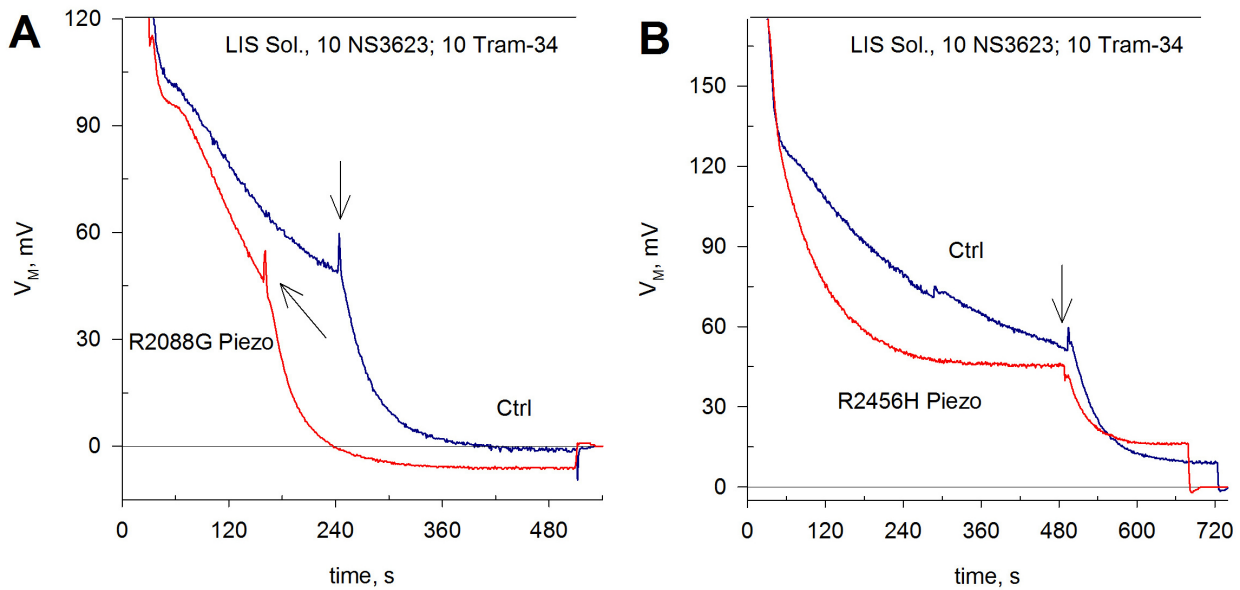 A
LIS Sol., 10 NS3623; 10 Tram-34
120
90
60
30
0
V_M, mV
R2088G Piezo
Ctrl
0 120 240 360 480
time, s
B
LIS Sol., 10 NS3623; 10 Tram-34
150
120
90
60
30
0
V_M, mV
Ctrl
R2456H Piezo
0 120 240 360 480 600 720
time, s